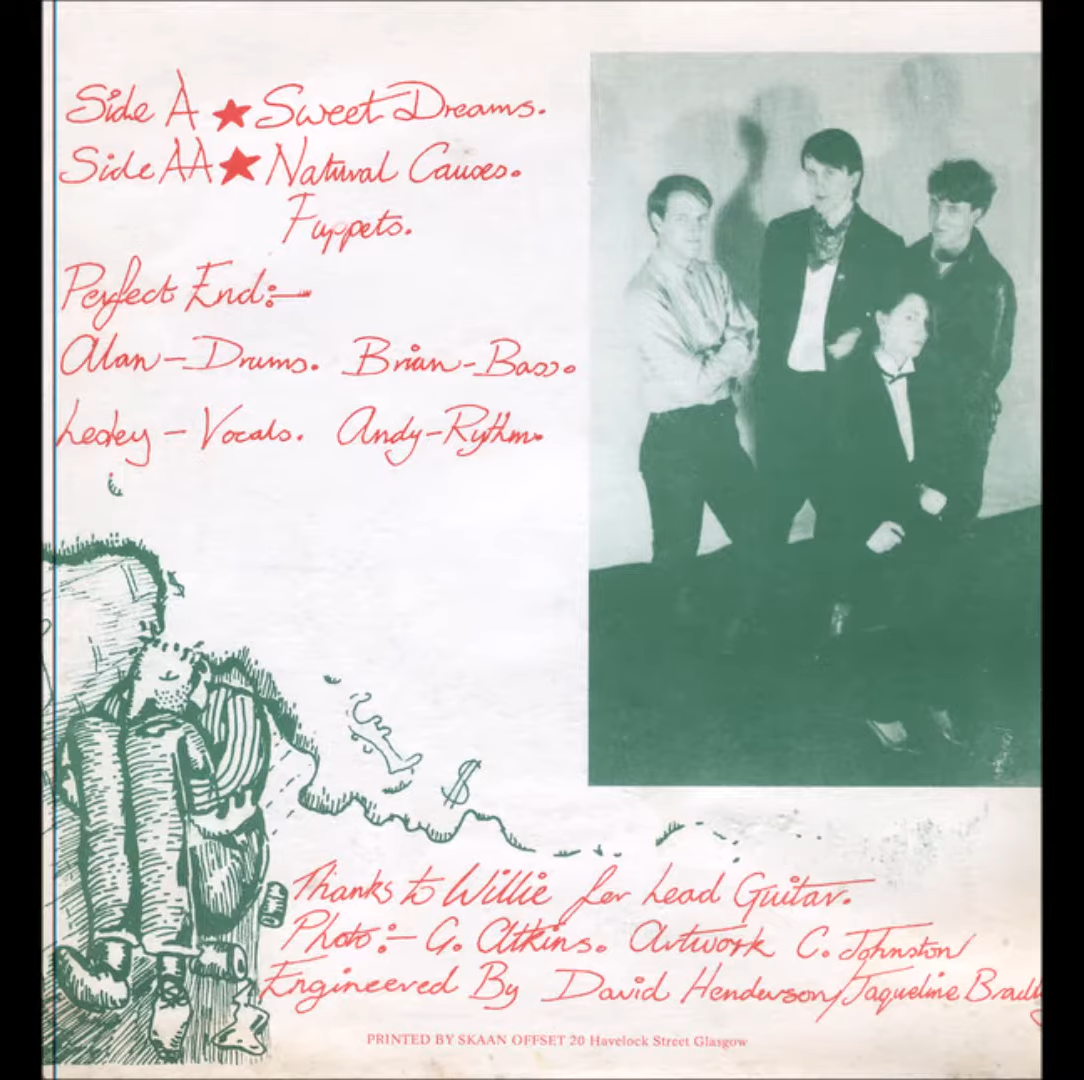 Side A ★ Sweet Dreams.
Side AA ★ Natural Causes.
Fuppets.
Perfect End:-
Alan - Drums. Brian - Bass.
Lesley - Vocals. Andy - Rythm.
$
Thanks to Willie for Lead Guitar.
Photo:- G. Atkins. Artwork C. Johnston
Engineered By David Henderson/Jaqueline Bradl
PRINTED BY SKAAN OFFSET 20 Havelock Street Glasgow